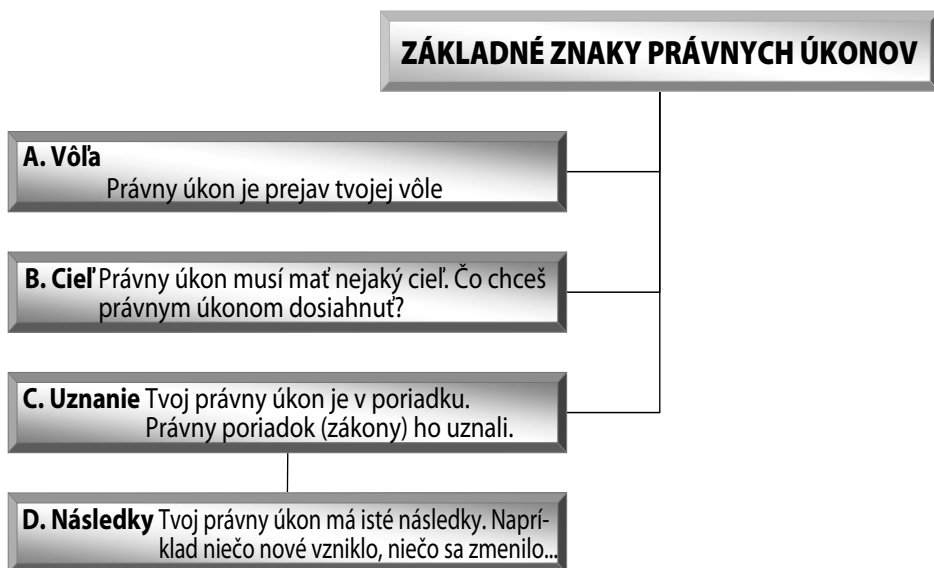 ZÁKLADNÉ ZNAKY PRÁVNYCH ÚKONOV
A. Vôľa
Právny úkon je prejav tvojej vôle
B. Cieľ Právny úkon musí mať nejaký cieľ. Čo chceš
právnym úkonom dosiahnuť?
C. Uznanie Tvoj právny úkon je v poriadku.
Právny poriadok (zákony) ho uznali.
D. Následky Tvoj právny úkon má isté následky. Naprí-
klad niečo nové vzniklo, niečo sa zmenilo...